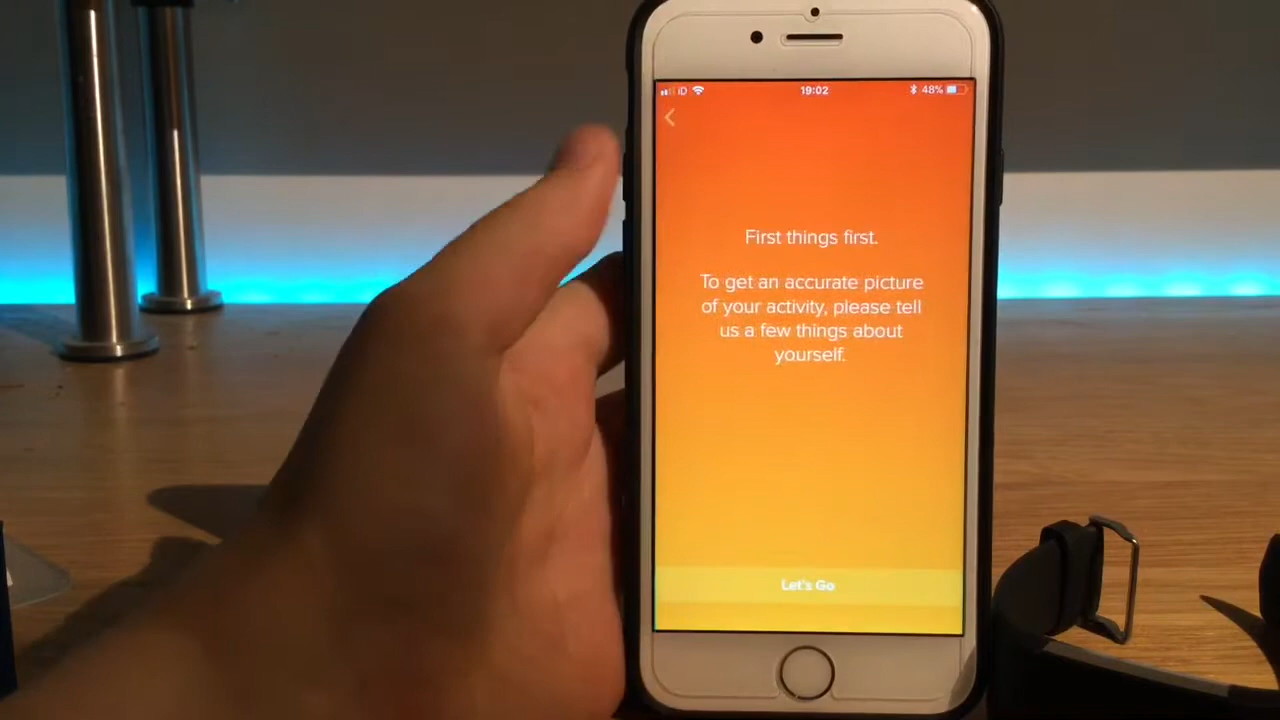 iD 19:02 48%
First things first.
To get an accurate picture
of your activity, please tell
us a few things about
yourself.
Let's Go